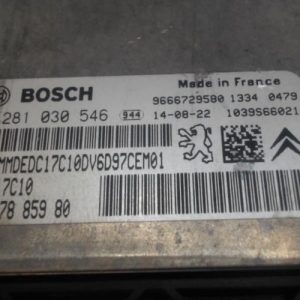 BOSCH
Made in France
281 030 546 944 14-08-22
9666729580 1334 0479
1039S66021
MMDEDC17C10DV6D97CEM01
7C10
78 859 80